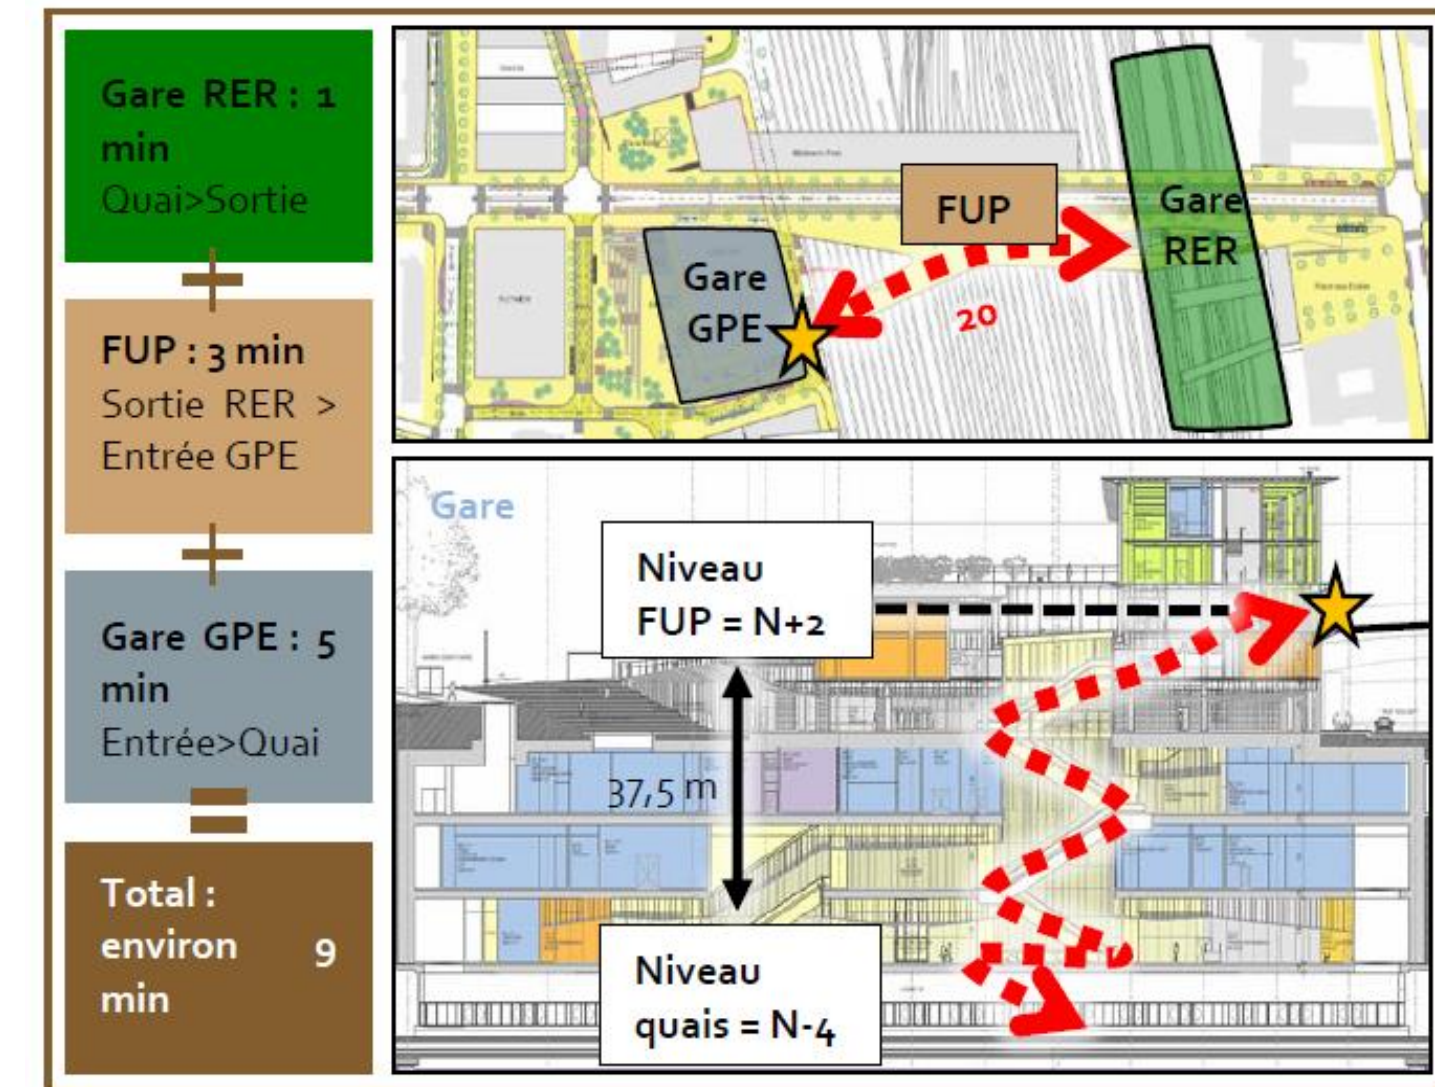 Gare RER : 1
min
Quai>Sortie
FUP : 3 min
Sortie RER >
Entrée GPE
Gare GPE : 5
min
Entrée>Quai
Total :
environ 9
min
FUP
Gare
RER
Gare
GPE
20
Gare
Niveau
FUP = N+2
37,5 m
Niveau
quais = N-4